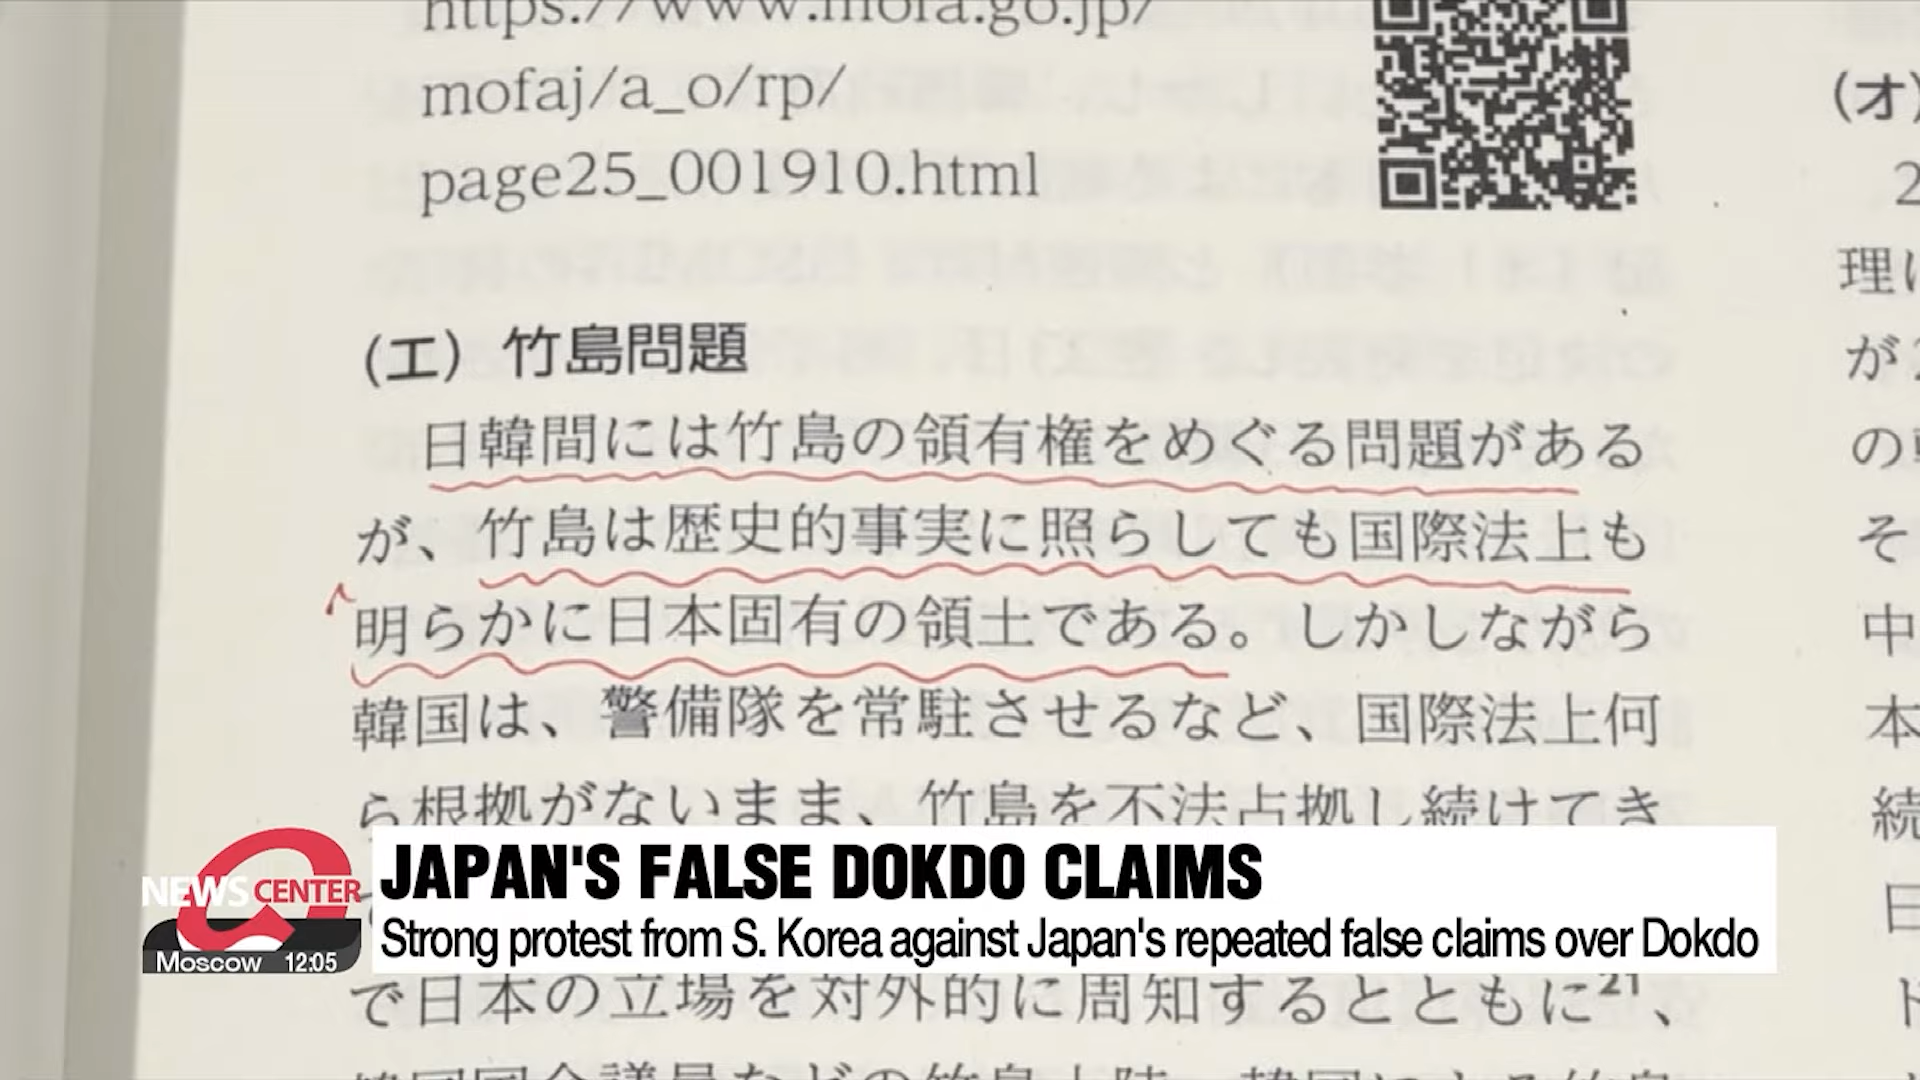 https://www.mofa.go.jp/
mofaj/a_o/rp/
page25_001910.html
(エ) 竹島問題
日韓間には竹島の領有権をめぐる問題がある
が、竹島は歴史的事実に照らしても国際法上も
明らかに日本固有の領土である。しかしながら
韓国は、警備隊を常駐させるなど、国際法上何
ら根拠がないまま、竹島を不法占拠し続けてき
で日本の立場を対外的に周知するとともに21、
(オ)
2
理に
が
の
そ
中
本
続
日
NEWS CENTER
Moscow 12:05
JAPAN'S FALSE DOKDO CLAIMS
Strong protest from S. Korea against Japan's repeated false claims over Dokdo